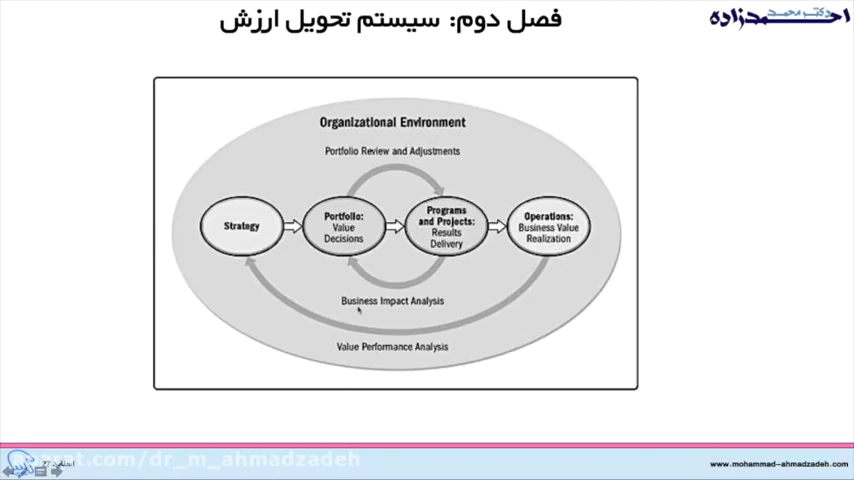 فصل دوم: سیستم تحویل ارزش
دکتر محمد
احمدزاده
Organizational Environment
Portfolio Review and Adjustments
Strategy
Portfolio:
Value
Decisions
Programs
and Projects:
Results
Delivery
Operations:
Business Value
Realization
Business Impact Analysis
Value Performance Analysis
.com/dr_m_ahmadzadeh
www.mohammad-ahmadzadeh.com